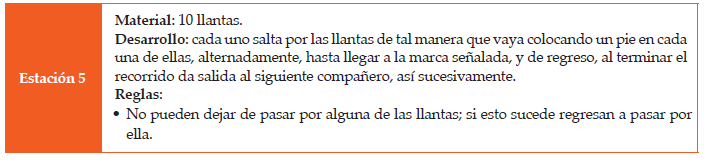 Estación 5
Material: 10 llantas.
Desarrollo: cada uno salta por las llantas de tal manera que vaya colocando un pie en cada
una de ellas, alternadamente, hasta llegar a la marca señalada, y de regreso, al terminar el
recorrido da salida al siguiente compañero, así sucesivamente.
Reglas:
• No pueden dejar de pasar por alguna de las llantas; si esto sucede regresan a pasar por
ella.